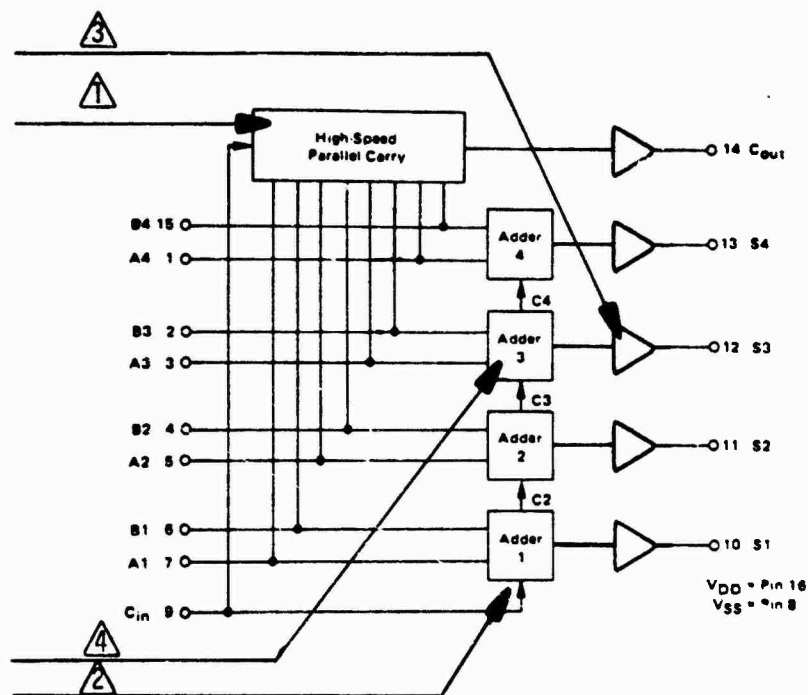 3
1
High-Speed
Parallel Carry
14 Cout
B4 15
A4 1
Adder
4
13 S4
C4
B3 2
A3 3
Adder
3
12 S3
C3
B2 4
A2 5
Adder
2
11 S2
C2
B1 6
A1 7
Adder
1
10 S1
Cin 9
VDD = Pin 16
VSS = Pin 8
4
2